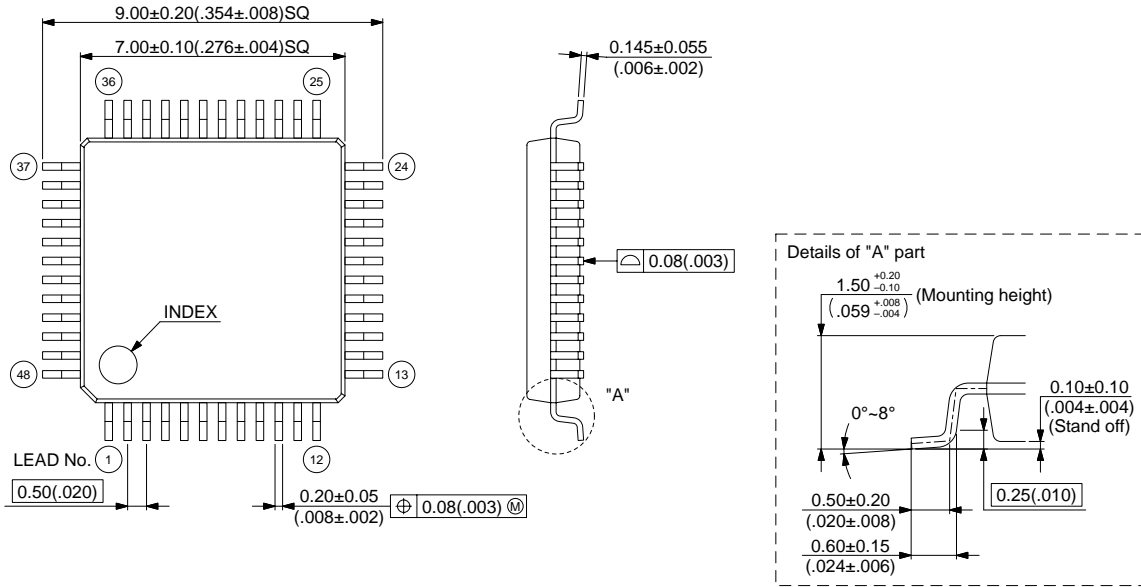 9.00±0.20(.354±.008)SQ
7.00±0.10(.276±.004)SQ
0.145±0.055
(.006±.002)
36
25
37
24
0.08(.003)
INDEX
48
13
"A"
LEAD No.
1
12
0.50(.020)
0.20±0.05
(.008±.002)
0.08(.003) Ⓜ
Details of "A" part
1.50 +0.20 −0.10 (Mounting height)
(.059 +.008 −.004)
0.10±0.10
(.004±.004)
(Stand off)
0°~8°
0.25(.010)
0.50±0.20
(.020±.008)
0.60±0.15
(.024±.006)